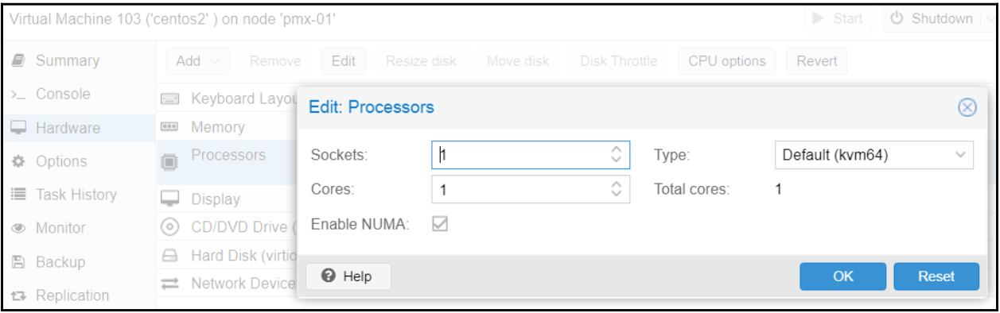 Virtual Machine 103 ('centos2' ) on node 'pmx-01'
Start
Shutdown
Summary
Console
Hardware
Options
Task History
Monitor
Backup
Replication
Add
Remove
Edit
Resize disk
Move disk
Disk Throttle
CPU options
Revert
Keyboard Layou
Memory
Processors
Display
CD/DVD Drive (
Hard Disk (virtio
Network Device
Edit: Processors
Sockets: 1
Type: Default (kvm64)
Cores: 1
Total cores: 1
Enable NUMA:
Help
OK
Reset